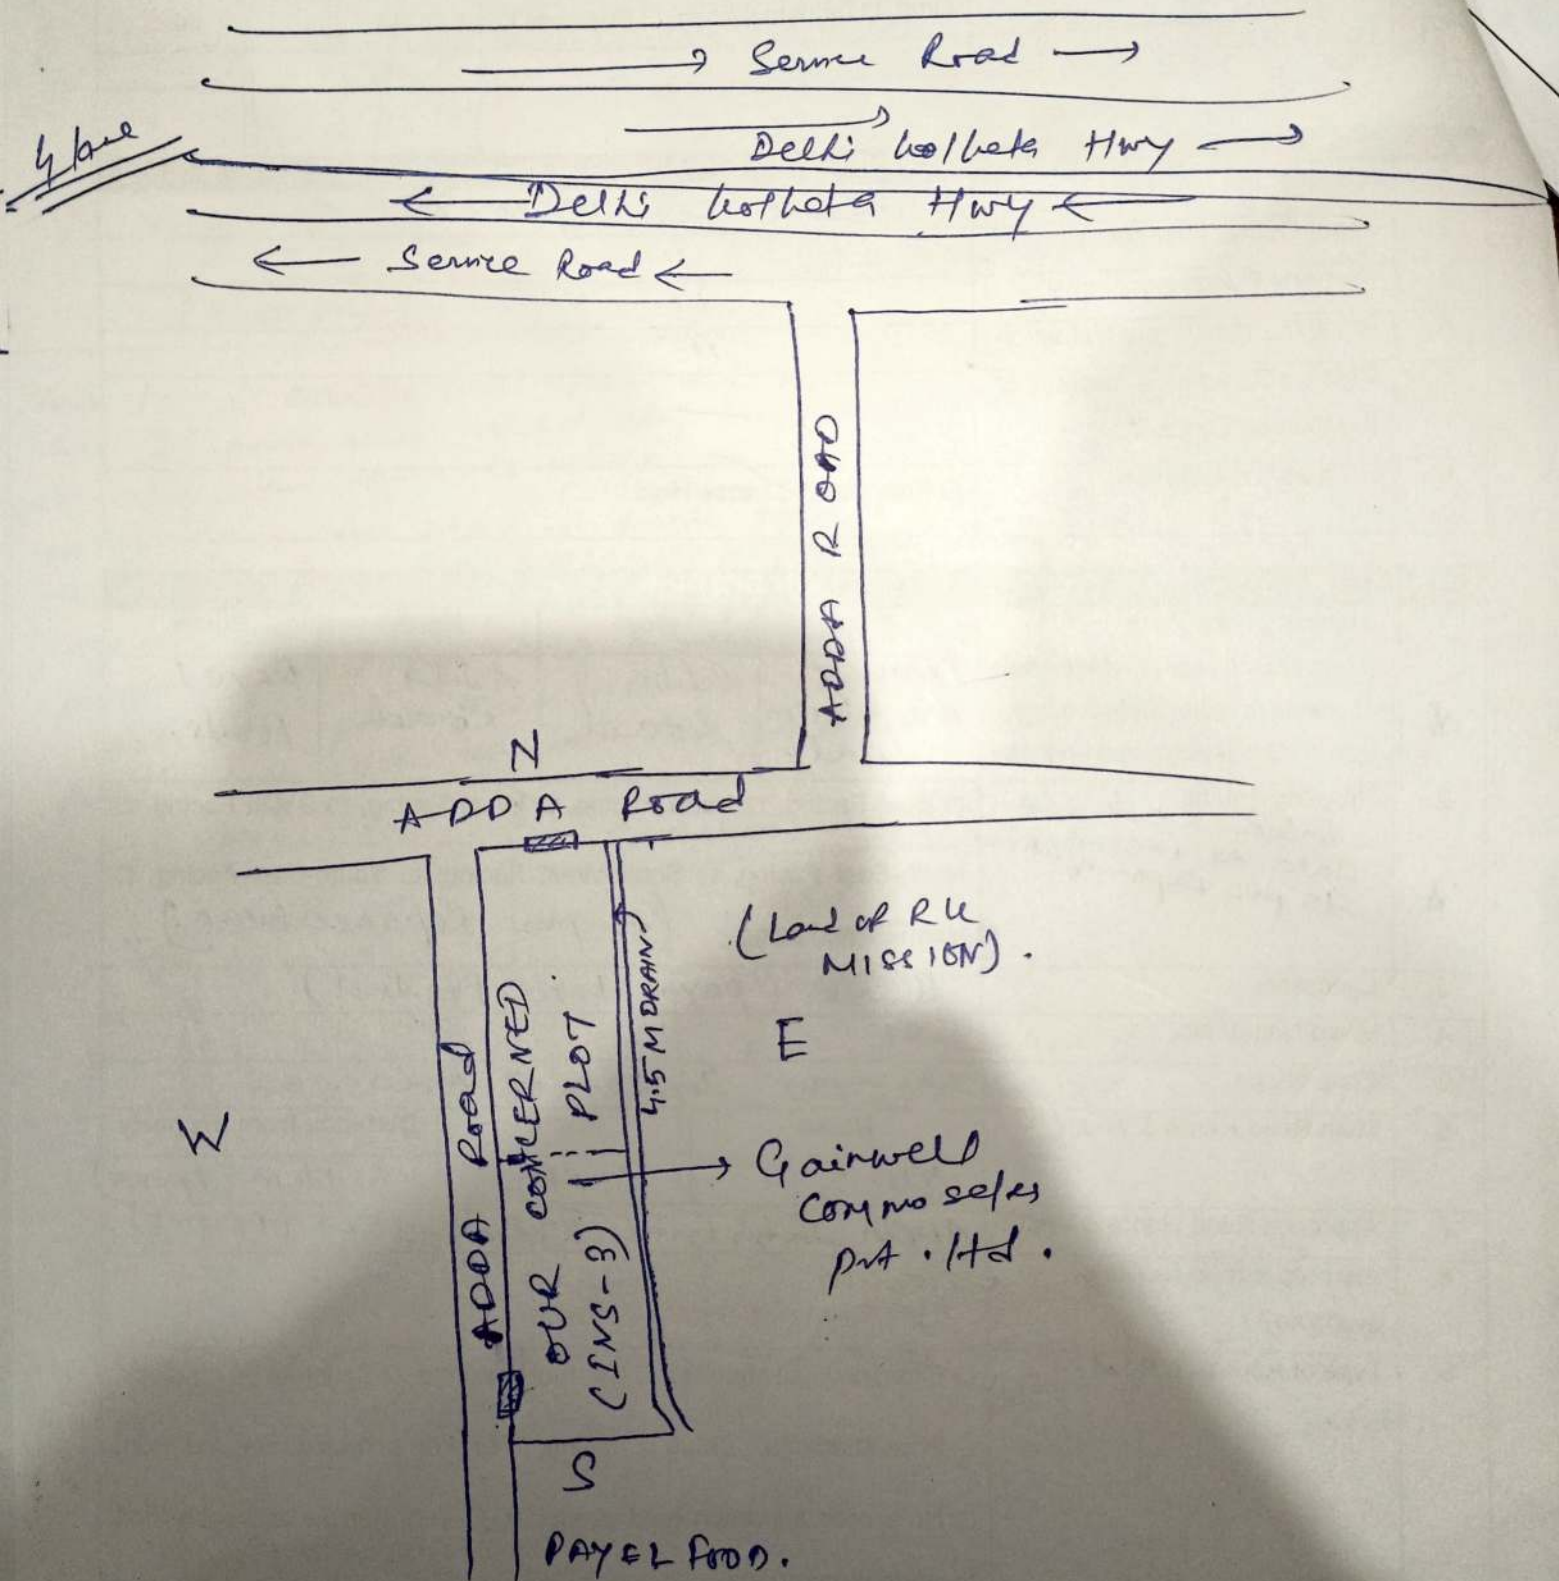 → Service Road →
4 lane
Delhi Kolkata Hwy →
← Delhi Kolkata Hwy ←
← Service Road ←
ADDA ROAD
N
ADDA Road
(Land of RK
MISSION).
4.5 M DRAIN
E
W
ADDA Road
OUR CONCERNED
PLOT
(INS-3)
→ Gainwell
Commosales
pvt. ltd.
S
PAYEL FOOD.